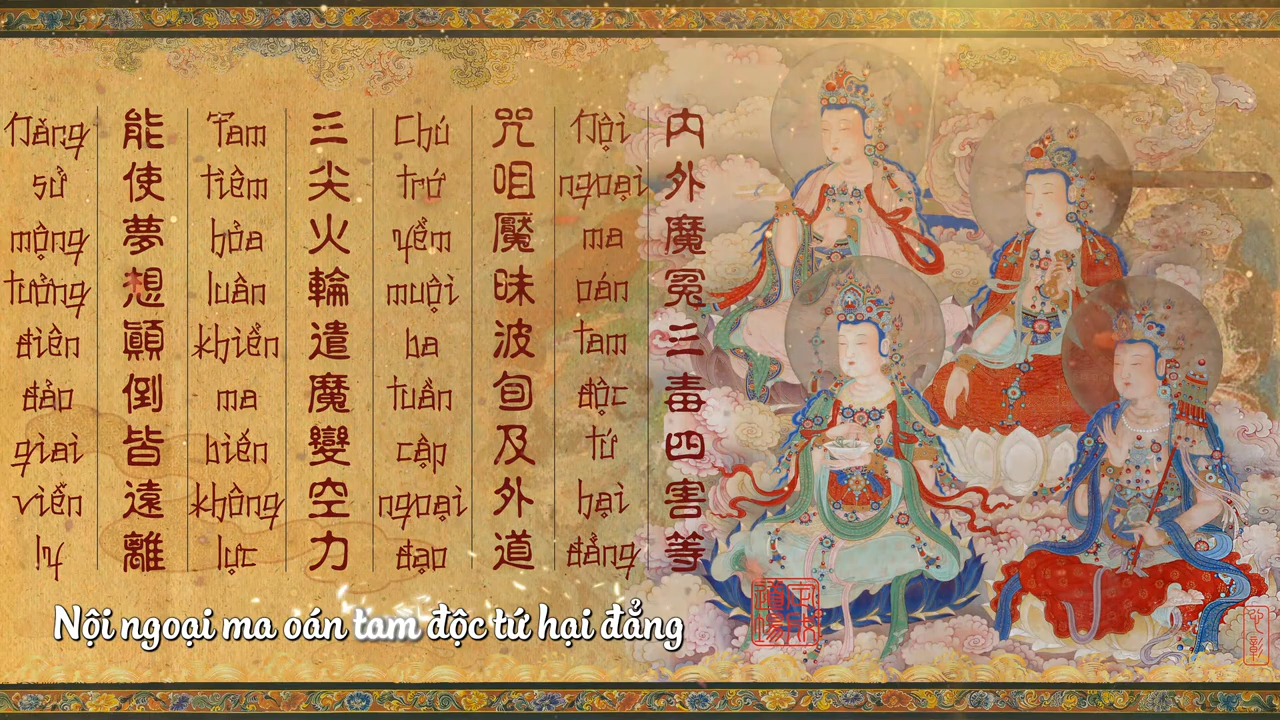 內外魔冤三毒四害等
Nội ngoại ma oán tam độc tứ hại đẳng
咒咀魘昧波旬及外道
Chú trớ yểm muội ba tuần cập ngoại đạo
三尖火輪遣魔變空力
Tam tiêm hỏa luân khiển ma biến không lực
能使夢想顛倒皆遠離
Năng sử mộng tưởng điên đảo giai viễn ly
Nội ngoại ma oán tam độc tứ hại đẳng